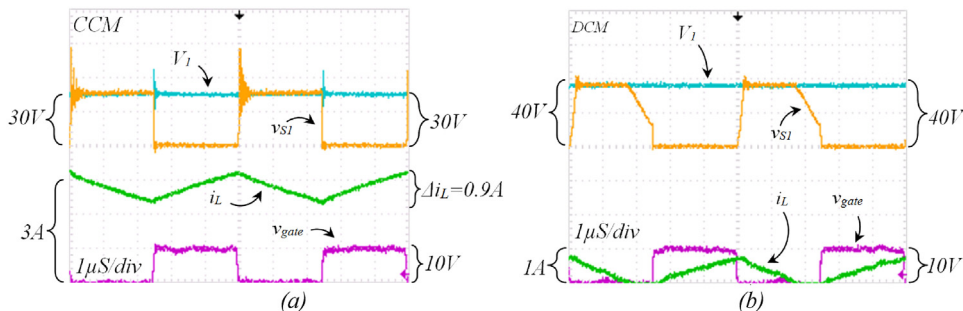 CCM
V1
30V
30V
vS1
iL
ΔiL=0.9A
3A
vgate
1µS/div
10V
(a)
DCM
V1
40V
40V
vS1
iL
vgate
1µS/div
1A
10V
(b)